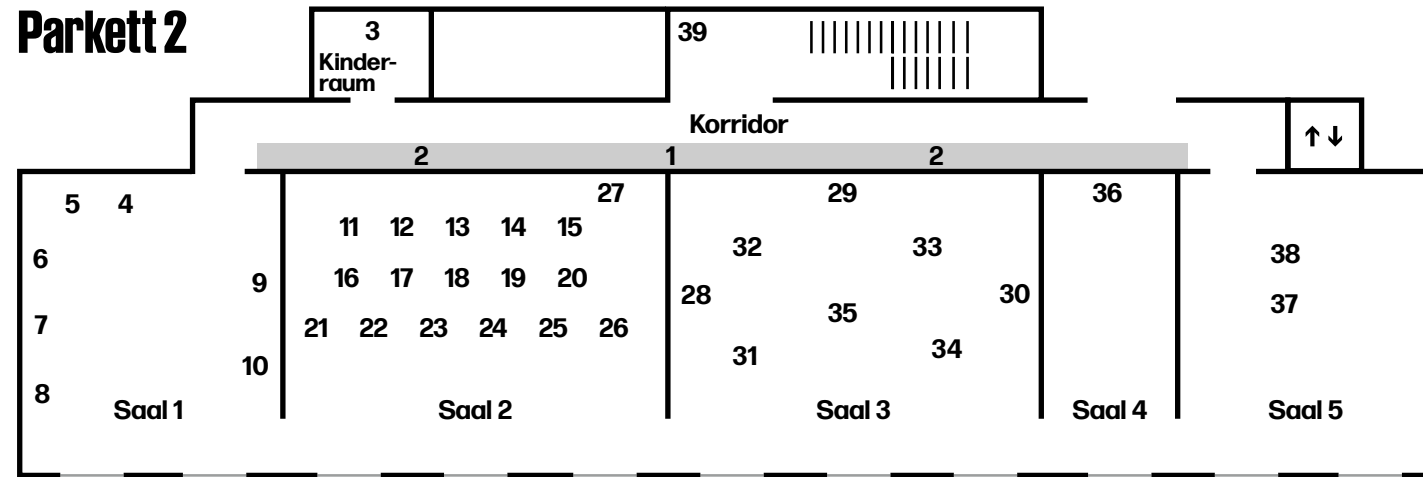 Parkett 2
3
Kinder-
raum
39
Korridor
↑ ↓
2 1 2
5 4
27
29
36
11 12 13 14 15
32 33
38
6
16 17 18 19 20
9
28 30
37
7
21 22 23 24 25 26
35
10
31 34
8
Saal 1 Saal 2 Saal 3 Saal 4 Saal 5